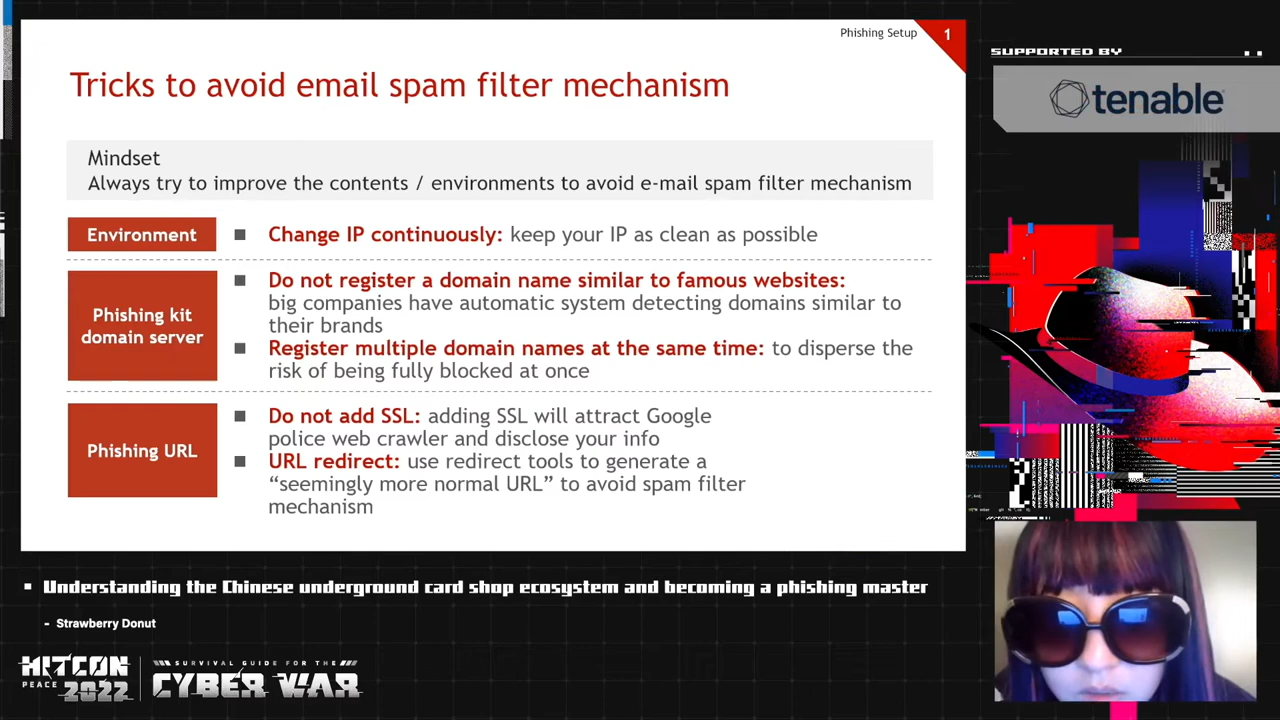 Phishing Setup
1
SUPPORTED BY
tenable
Tricks to avoid email spam filter mechanism
Mindset
Always try to improve the contents / environments to avoid e-mail spam filter mechanism
Environment
Change IP continuously: keep your IP as clean as possible
Phishing kit
domain server
Do not register a domain name similar to famous websites:
big companies have automatic system detecting domains similar to
their brands
Register multiple domain names at the same time: to disperse the
risk of being fully blocked at once
Phishing URL
Do not add SSL: adding SSL will attract Google
police web crawler and disclose your info
URL redirect: use redirect tools to generate a
“seemingly more normal URL” to avoid spam filter
mechanism
Understanding the Chinese underground card shop ecosystem and becoming a phishing master
- Strawberry Donut
HITCON
PEACE 2022
SURVIVAL GUIDE FOR THE
CYBER WAR